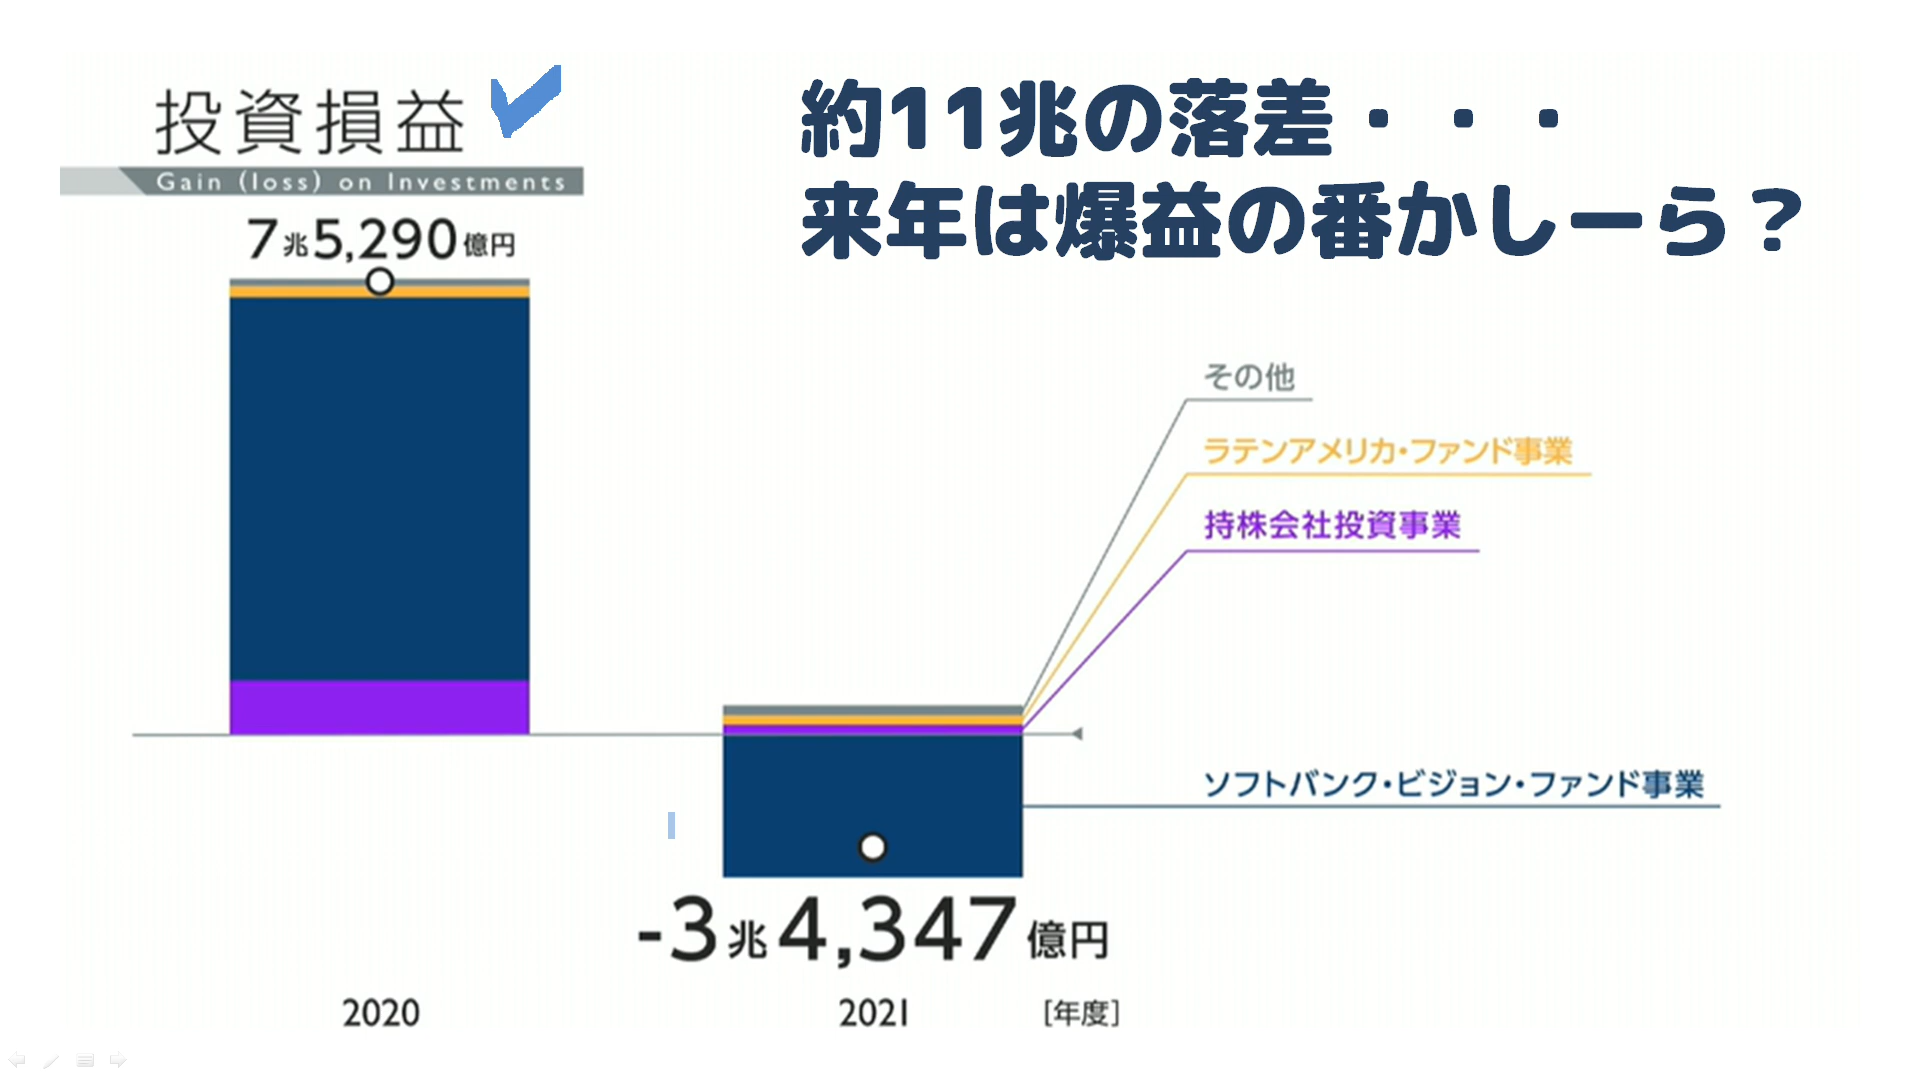 投資損益
Gain (loss) on Investments
約11兆の落差・・・
来年は爆益の番かしーら？
7兆5,290億円
その他
ラテンアメリカ・ファンド事業
持株会社投資事業
ソフトバンク・ビジョン・ファンド事業
-3兆4,347億円
2020
2021
[年度]